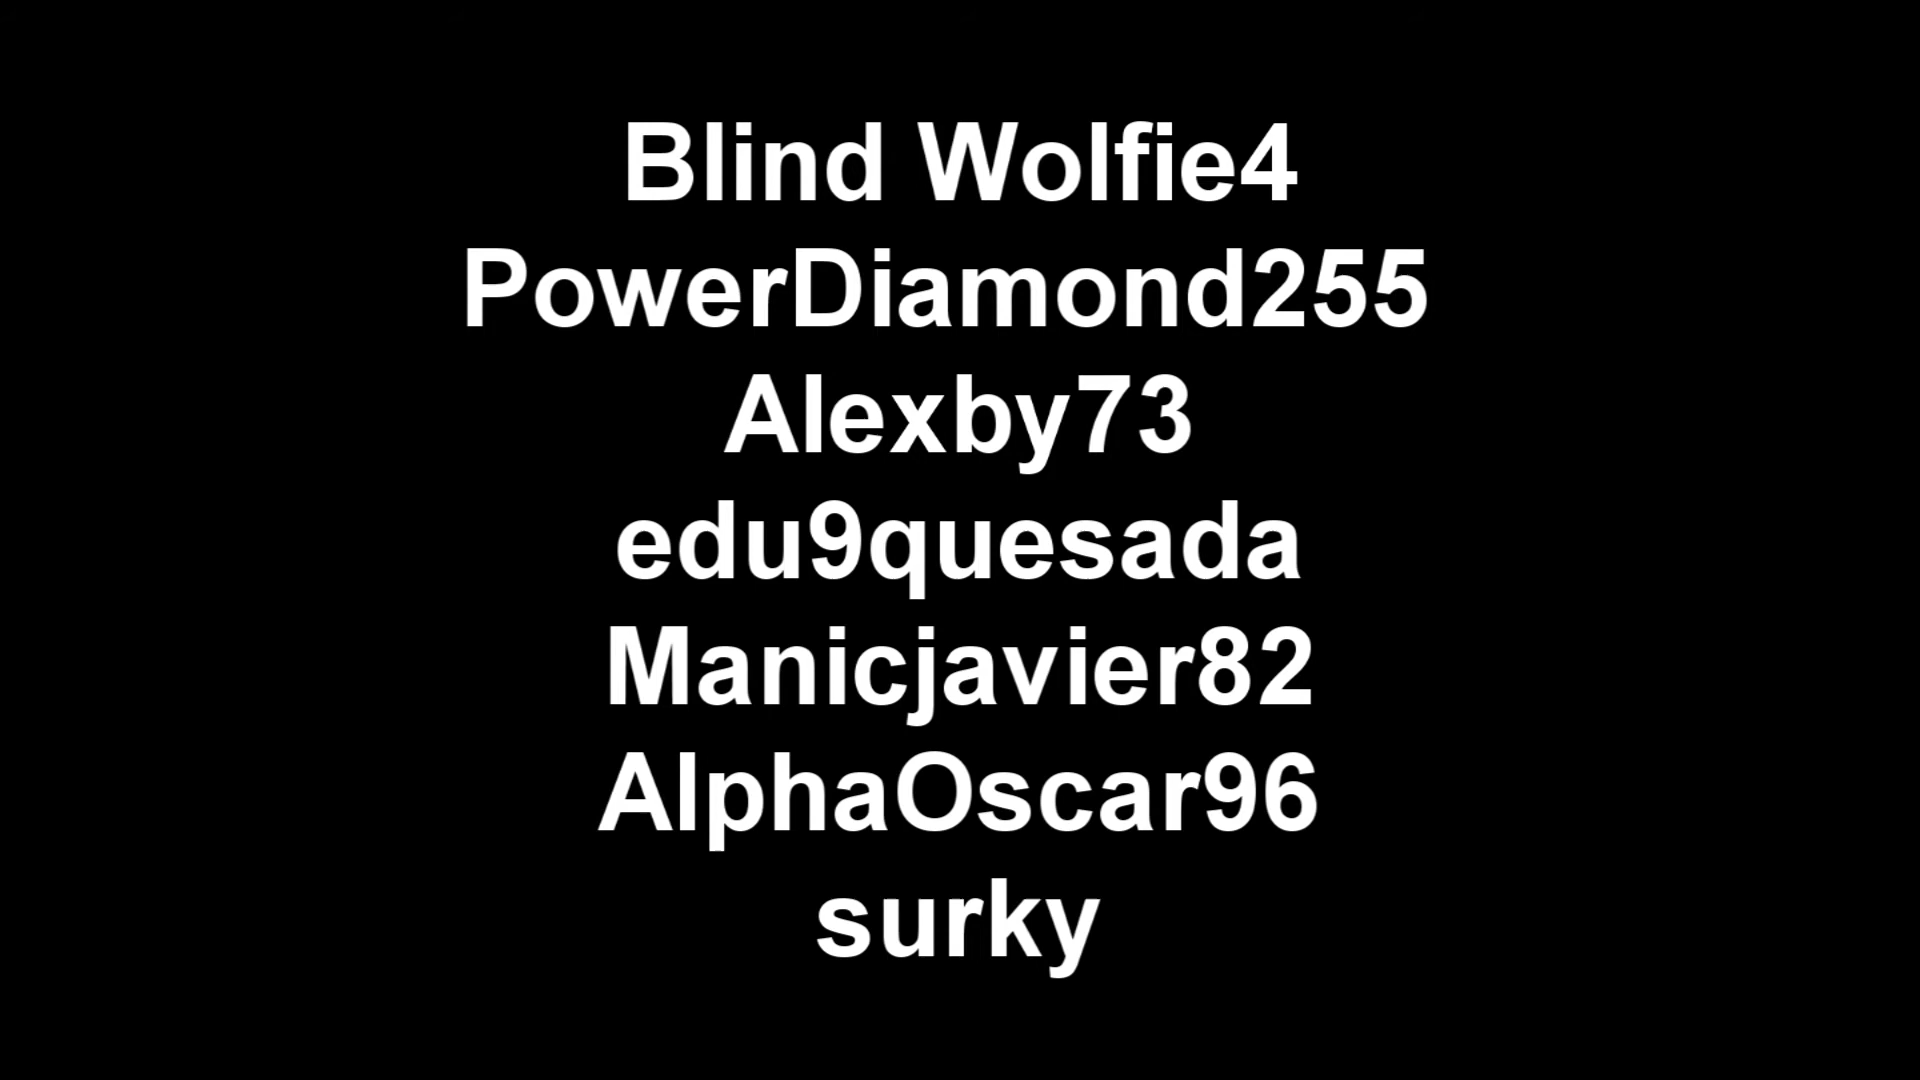 Blind Wolfie4
PowerDiamond255
Alexby73
edu9quesada
Manicjavier82
AlphaOscar96
surky